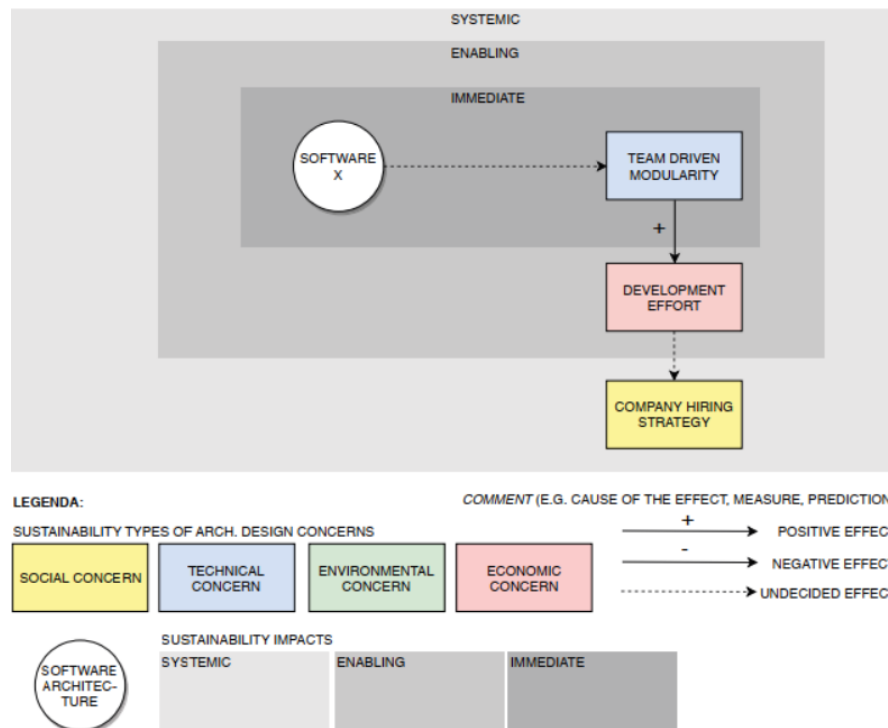 SYSTEMIC
ENABLING
IMMEDIATE
SOFTWARE
X
TEAM DRIVEN
MODULARITY
+
DEVELOPMENT
EFFORT
COMPANY HIRING
STRATEGY
LEGENDA:
COMMENT (E.G. CAUSE OF THE EFFECT, MEASURE, PREDICTION
SUSTAINABILITY TYPES OF ARCH. DESIGN CONCERNS
SOCIAL CONCERN
TECHNICAL
CONCERN
ENVIRONMENTAL
CONCERN
ECONOMIC
CONCERN
+
POSITIVE EFFEC
-
NEGATIVE EFFEC
UNDECIDED EFFEC
SOFTWARE
ARCHITEC-
TURE
SUSTAINABILITY IMPACTS
SYSTEMIC
ENABLING
IMMEDIATE